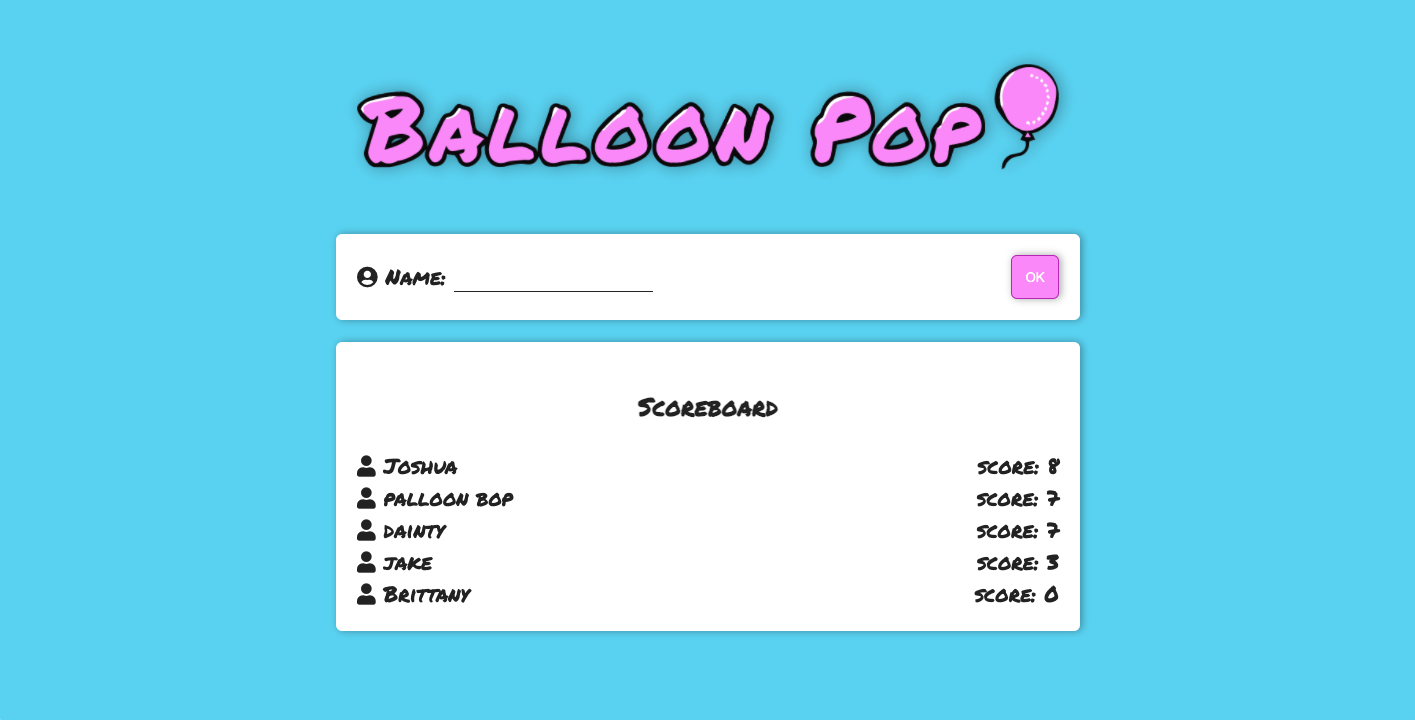 Balloon Pop
Name:
OK
Scoreboard
Joshua score: 8
palloon bop score: 7
dainty score: 7
jake score: 3
Brittany score: 0